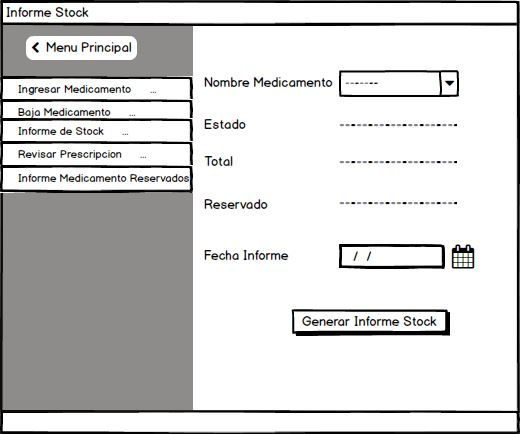 Informe Stock
Menu Principal
Ingresar Medicamento ...
Baja Medicamento ...
Informe de Stock ...
Revisar Prescripcion ...
Informe Medicamento Reservados
Nombre Medicamento -------
Estado --------------------
Total --------------------
Reservado --------------------
Fecha Informe / /
Generar Informe Stock